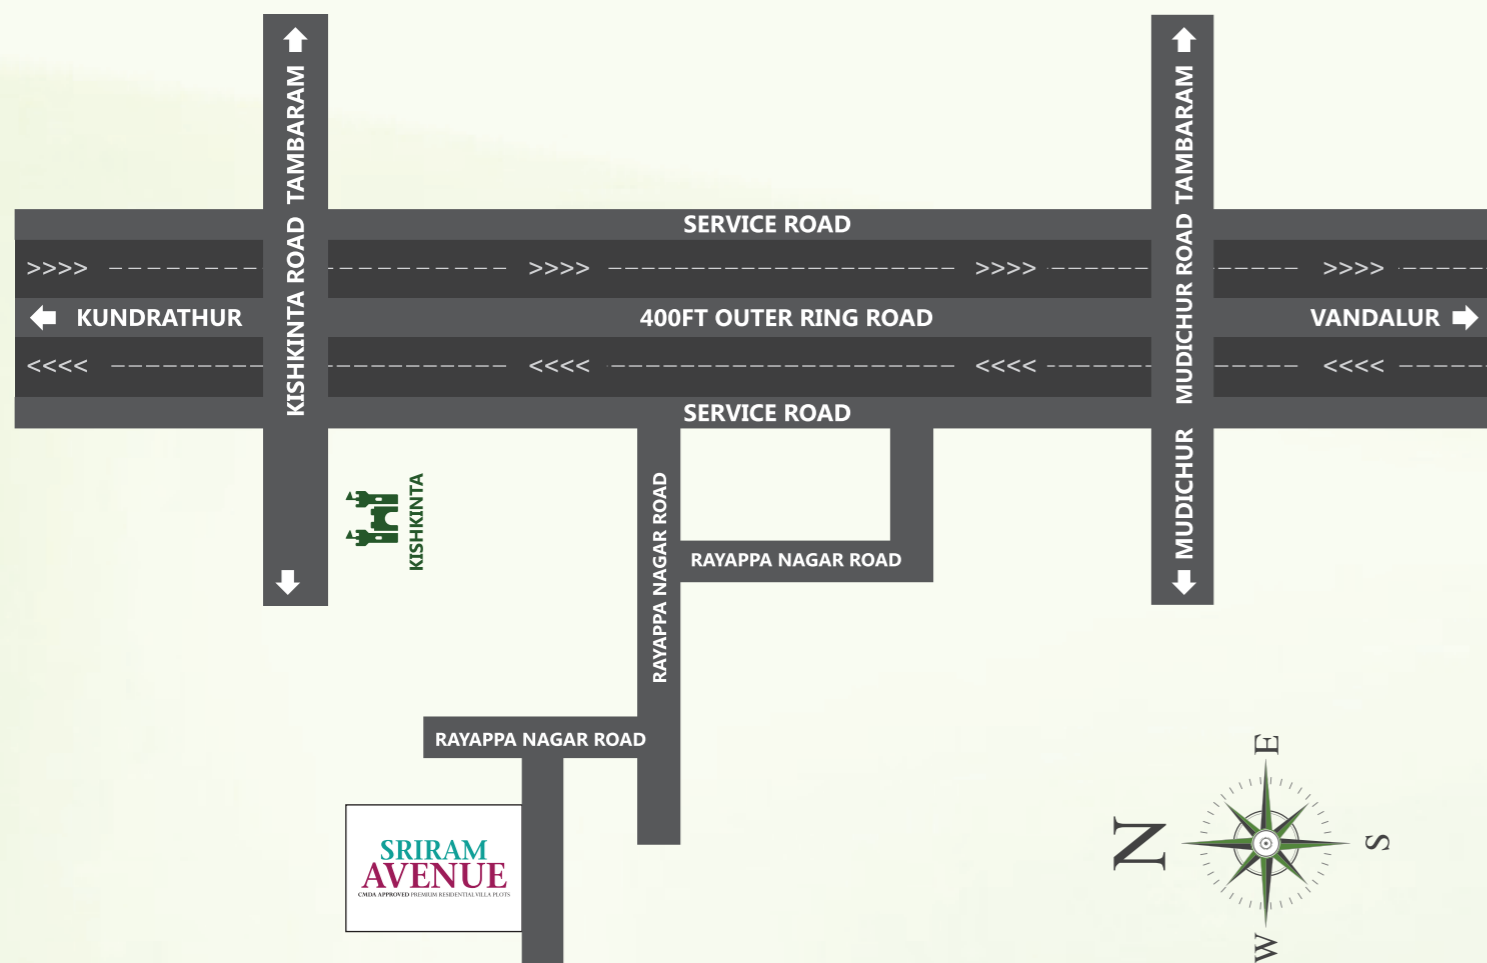 KISHKINTA ROAD TAMBARAM
MUDICHUR ROAD TAMBARAM
SERVICE ROAD
>>>> >>>> >>>> >>>>
KUNDRATHUR
400FT OUTER RING ROAD
VANDALUR
<<<< <<<< <<<< <<<<
SERVICE ROAD
MUDICHUR
KISHKINTA
RAYAPPA NAGAR ROAD
RAYAPPA NAGAR ROAD
RAYAPPA NAGAR ROAD
SRIRAM
AVENUE
CMDA APPROVED PREMIUM RESIDENTIAL VILLA PLOTS
E
N
S
W